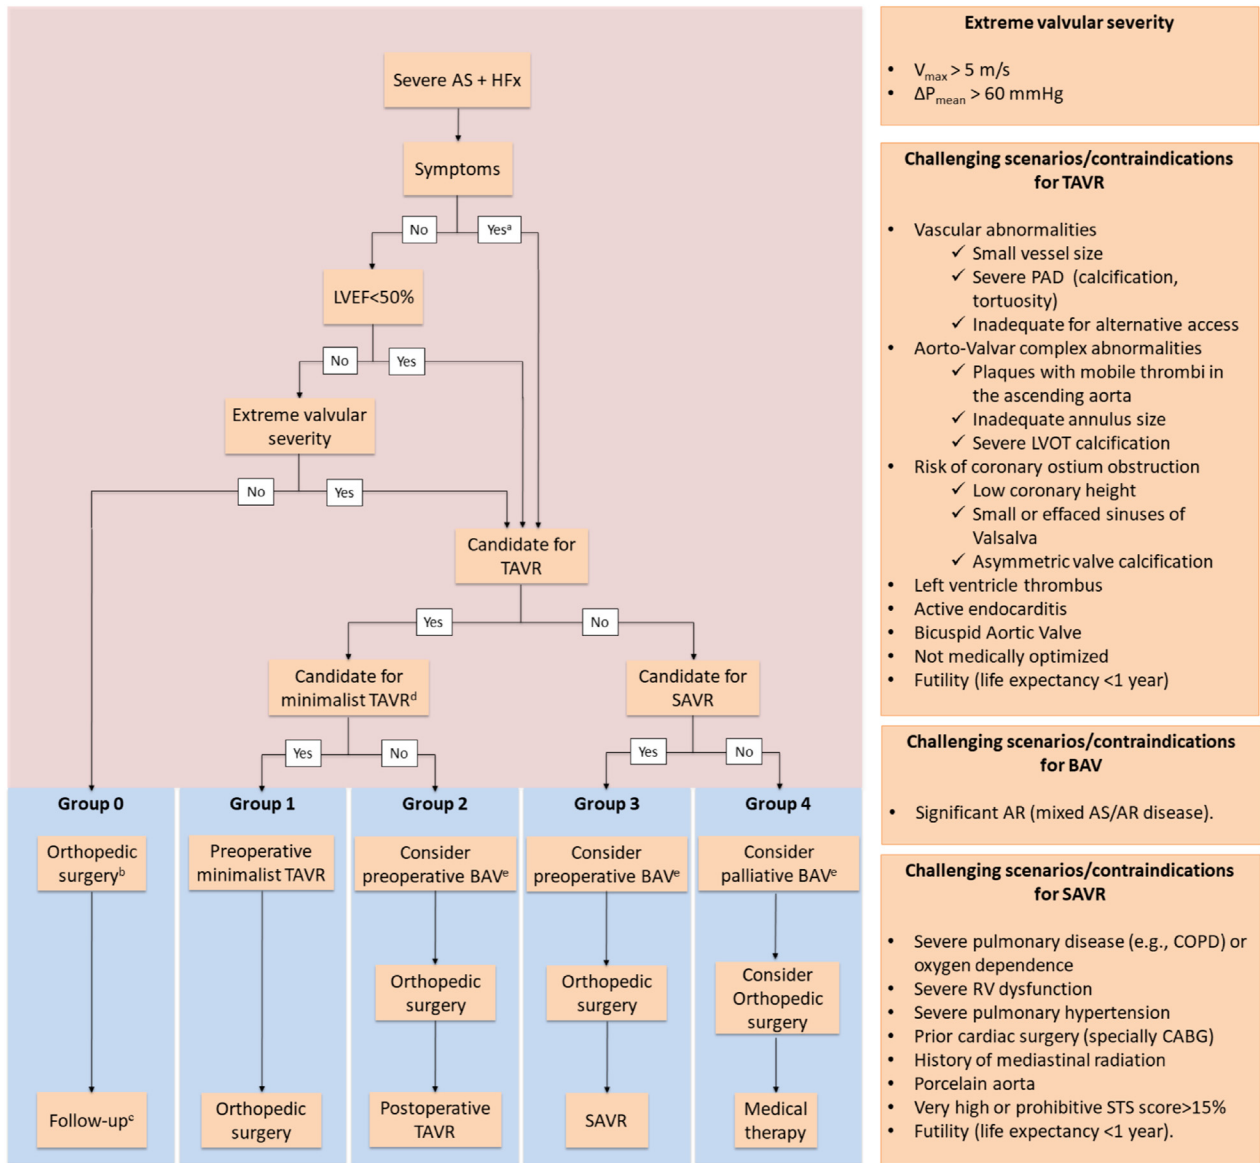 Severe AS + HFx
Symptoms
No
Yesᵃ
LVEF<50%
No
Yes
Extreme valvular
severity
No
Yes
Candidate for
TAVR
Yes
No
Candidate for
minimalist TAVRᵈ
Candidate for
SAVR
Yes
No
Yes
No
Group 0
Orthopedic
surgeryᵇ
Follow-upᶜ
Group 1
Preoperative
minimalist TAVR
Orthopedic
surgery
Group 2
Consider
preoperative BAVᵉ
Orthopedic
surgery
Postoperative
TAVR
Group 3
Consider
preoperative BAVᵉ
Orthopedic
surgery
SAVR
Group 4
Consider
palliative BAVᵉ
Consider
Orthopedic
surgery
Medical
therapy
Extreme valvular severity
• Vmax > 5 m/s
• ΔPmean > 60 mmHg
Challenging scenarios/contraindications
for TAVR
• Vascular abnormalities
✓ Small vessel size
✓ Severe PAD (calcification,
tortuosity)
✓ Inadequate for alternative access
• Aorto-Valvar complex abnormalities
✓ Plaques with mobile thrombi in
the ascending aorta
✓ Inadequate annulus size
✓ Severe LVOT calcification
• Risk of coronary ostium obstruction
✓ Low coronary height
✓ Small or effaced sinuses of
Valsalva
✓ Asymmetric valve calcification
• Left ventricle thrombus
• Active endocarditis
• Bicuspid Aortic Valve
• Not medically optimized
• Futility (life expectancy <1 year)
Challenging scenarios/contraindications
for BAV
• Significant AR (mixed AS/AR disease).
Challenging scenarios/contraindications
for SAVR
• Severe pulmonary disease (e.g., COPD) or
oxygen dependence
• Severe RV dysfunction
• Severe pulmonary hypertension
• Prior cardiac surgery (specially CABG)
• History of mediastinal radiation
• Porcelain aorta
• Very high or prohibitive STS score>15%
• Futility (life expectancy <1 year).